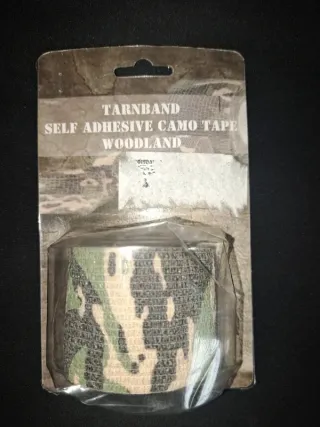 TARNBAND
SELF ADHESIVE CAMO TAPE
WOODLAND